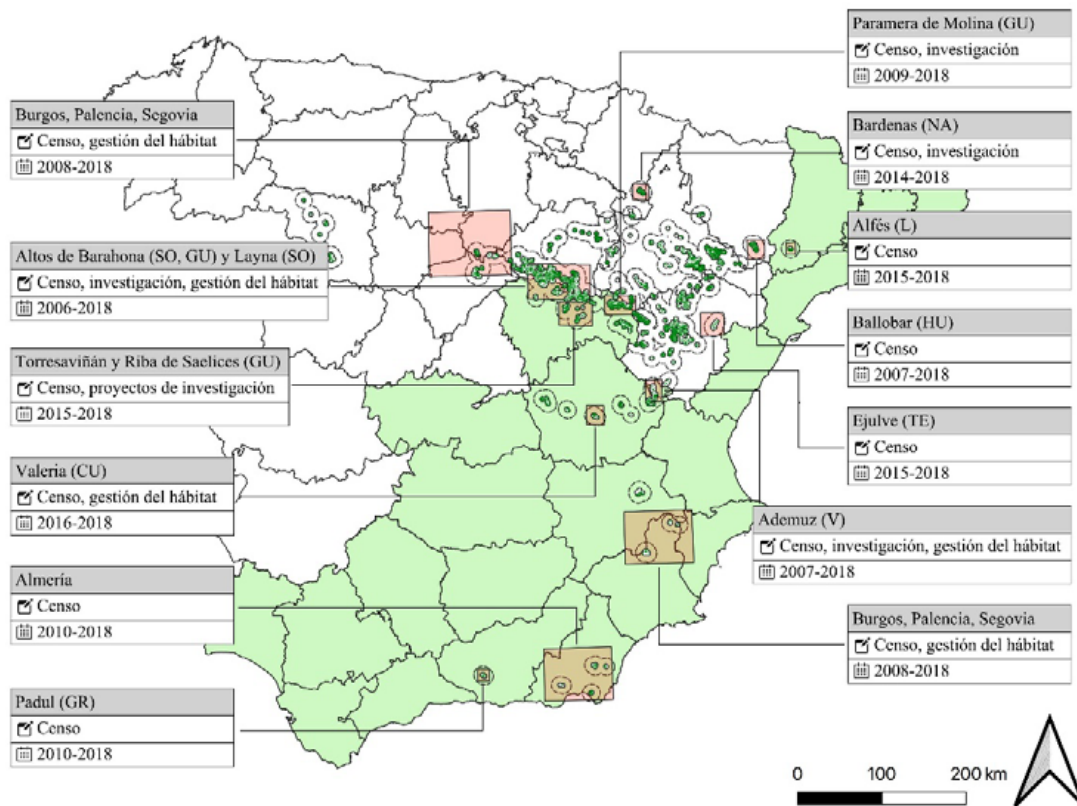 Paramera de Molina (GU)
Censo, investigación
2009-2018
Burgos, Palencia, Segovia
Censo, gestión del hábitat
2008-2018
Bardenas (NA)
Censo, investigación
2014-2018
Alfés (L)
Censo
2015-2018
Altos de Barahona (SO, GU) y Layna (SO)
Censo, investigación, gestión del hábitat
2006-2018
Ballobar (HU)
Censo
2007-2018
Torresaviñán y Riba de Saelices (GU)
Censo, proyectos de investigación
2015-2018
Ejulve (TE)
Censo
2015-2018
Valeria (CU)
Censo, gestión del hábitat
2016-2018
Ademuz (V)
Censo, investigación, gestión del hábitat
2007-2018
Almería
Censo
2010-2018
Burgos, Palencia, Segovia
Censo, gestión del hábitat
2008-2018
Padul (GR)
Censo
2010-2018
0 100 200 km